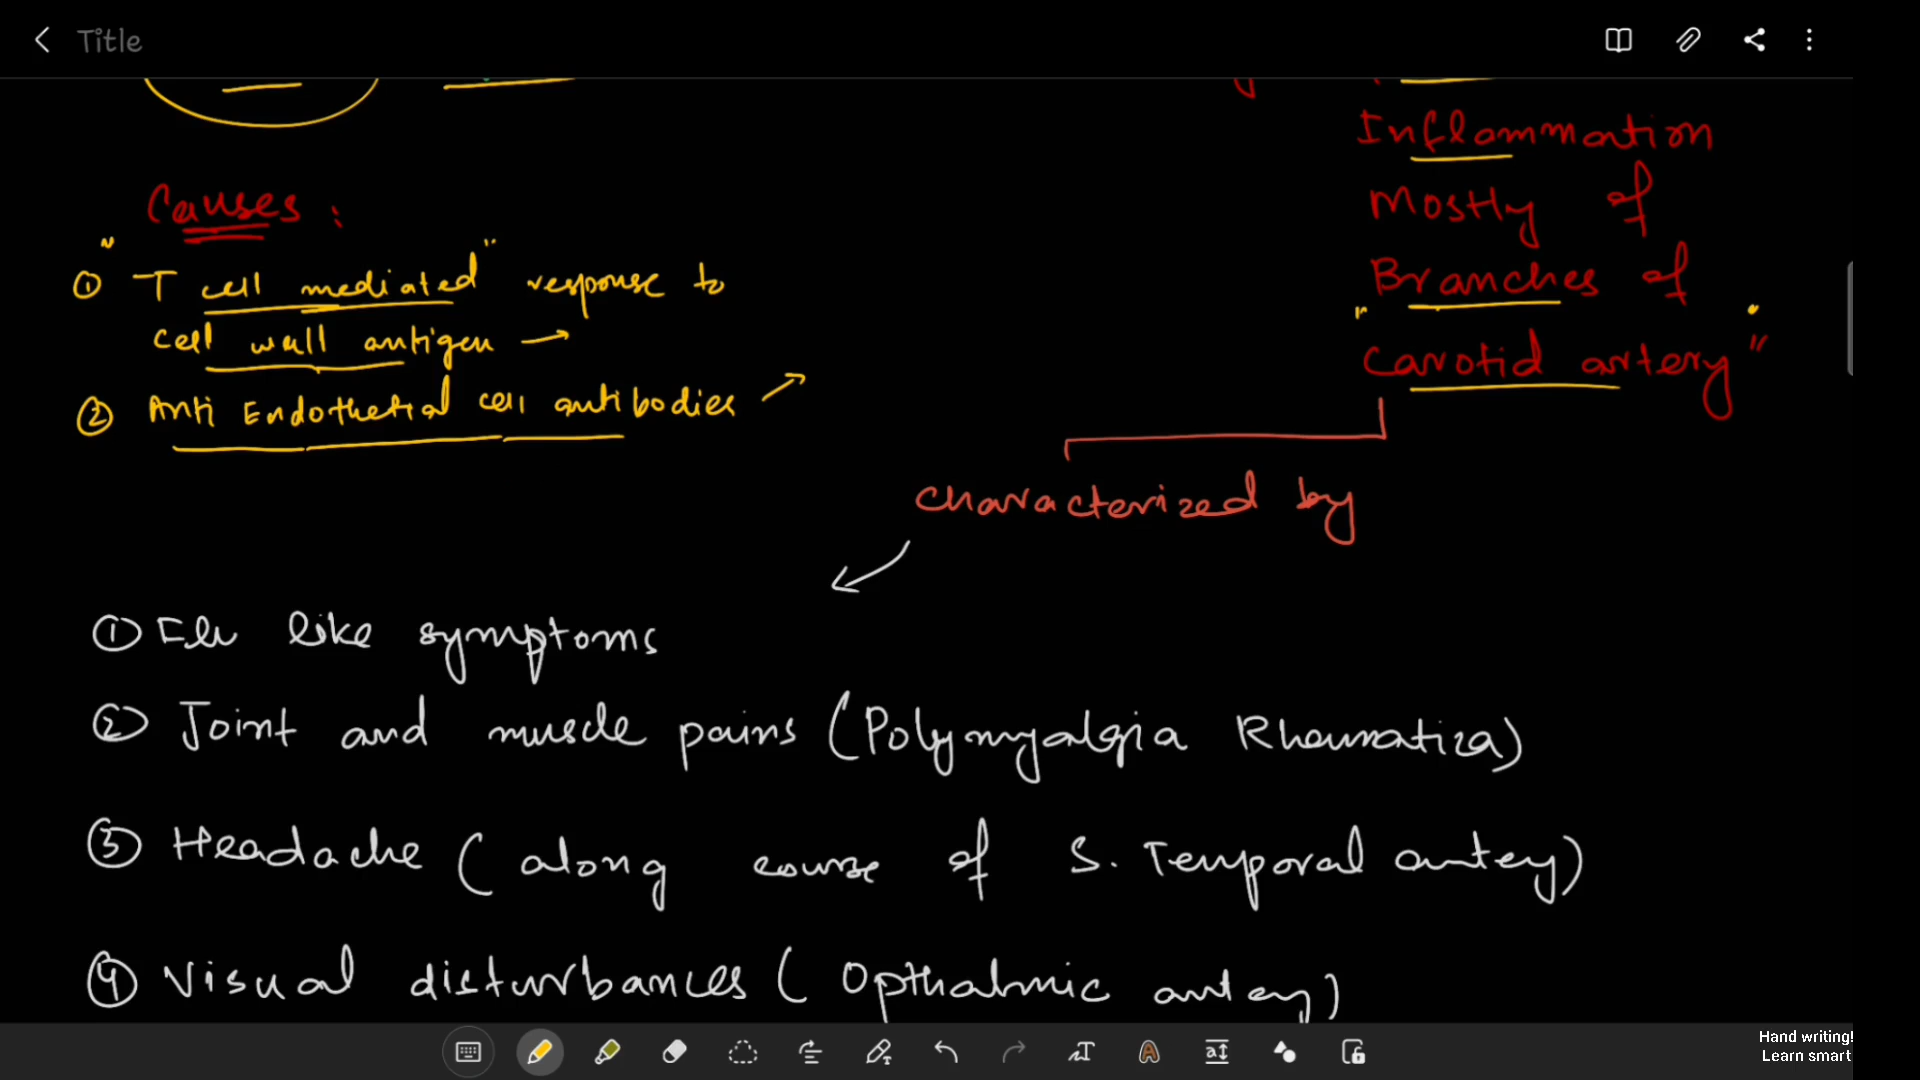 Title
Inflammation
Mostly of
Branches of
"Carotid artery"
Causes :
① "T cell mediated" response to
cell wall antigen →
② Anti Endothelial cell antibodies
characterized by
① Flu like symptoms
② Joint and muscle pains (Polymyalgia Rheumatica)
③ Headache ( along course of S. Temporal artery)
④ Visual disturbances ( Opthalmic artery)
Hand writing!
Learn smart